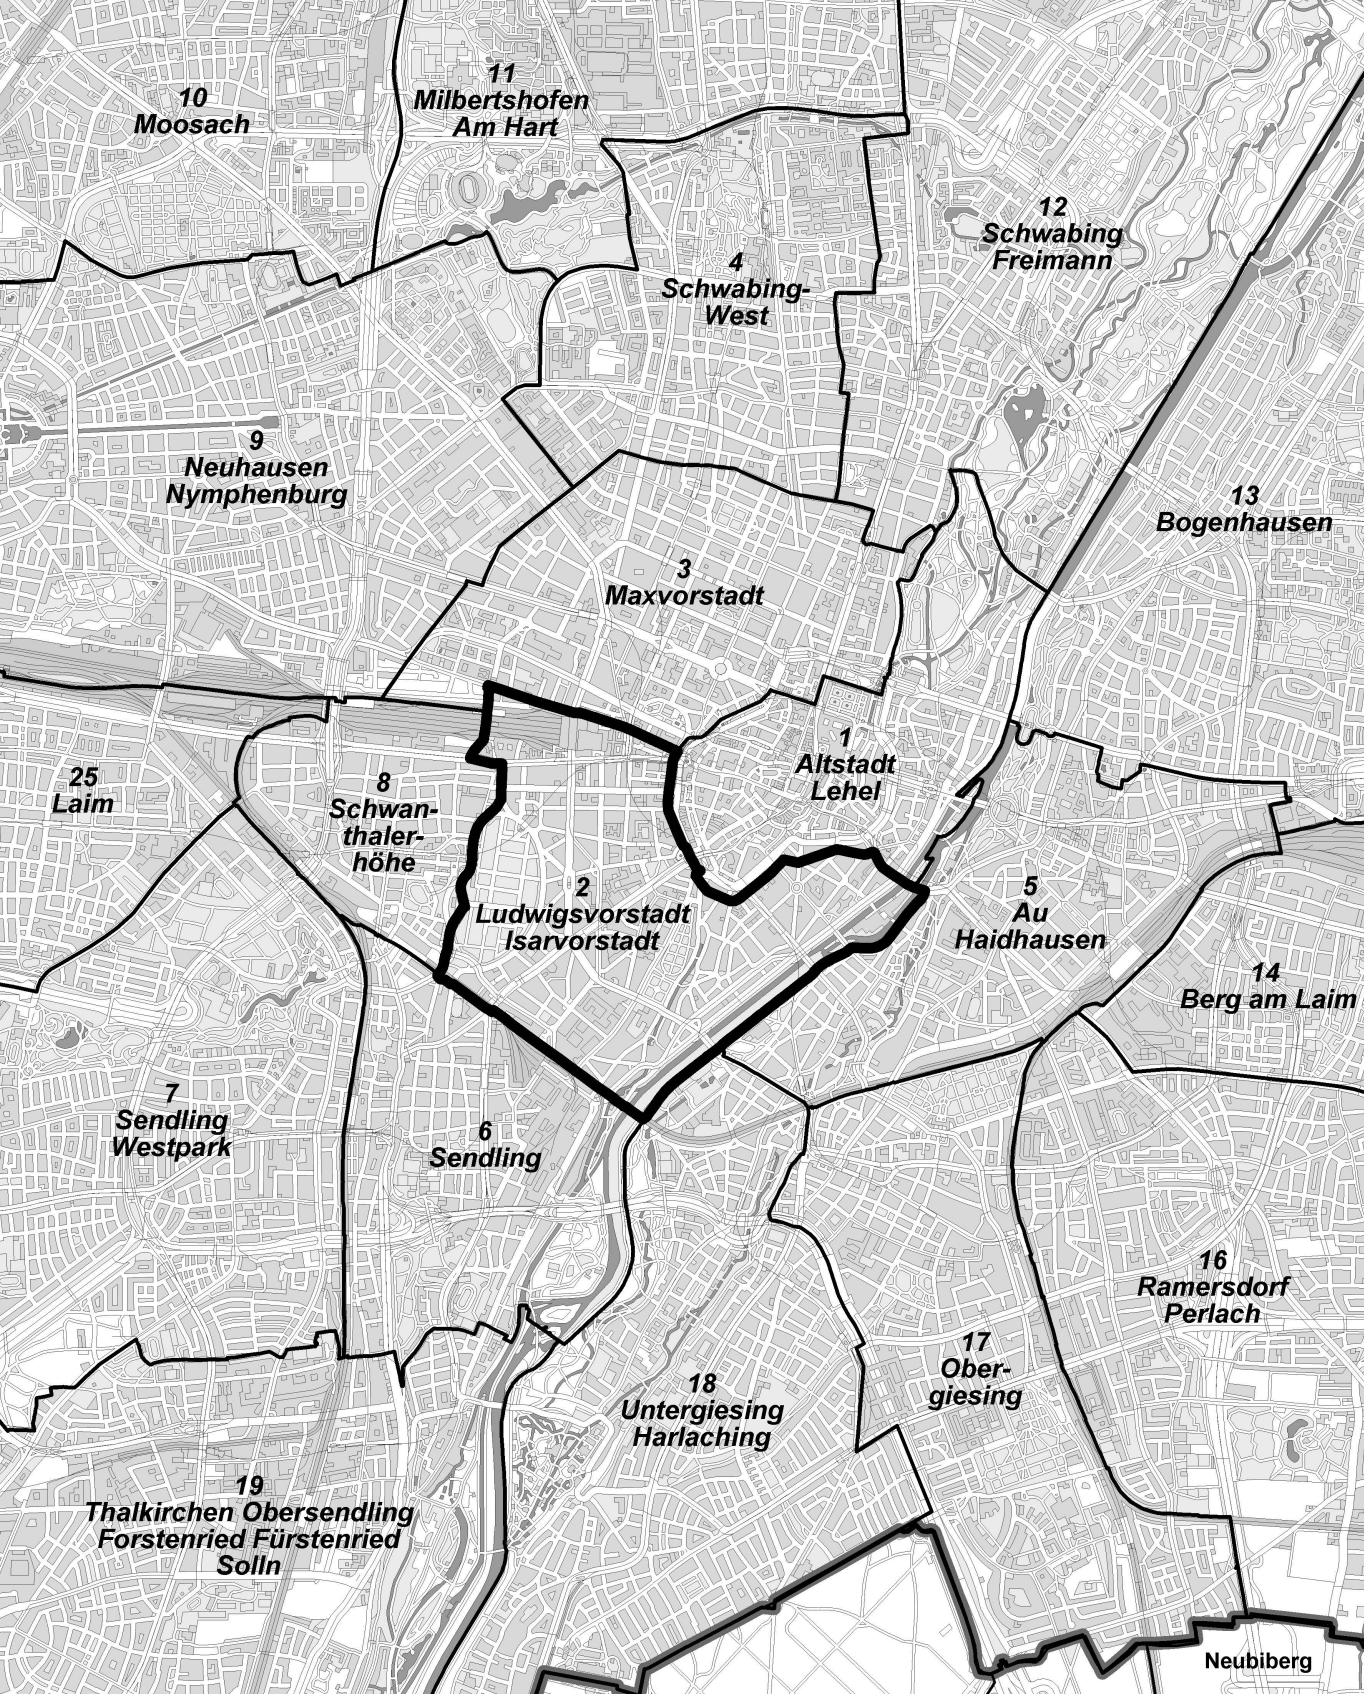 11
Milbertshofen
Am Hart
10
Moosach
12
Schwabing
Freimann
4
Schwabing-
West
9
Neuhausen
Nymphenburg
13
Bogenhausen
3
Maxvorstadt
1
Altstadt
Lehel
25
Laim
8
Schwan-
thaler-
höhe
2
Ludwigsvorstadt
Isarvorstadt
5
Au
Haidhausen
14
Berg am Laim
7
Sendling
Westpark
6
Sendling
16
Ramersdorf
Perlach
17
Ober-
giesing
18
Untergiesing
Harlaching
19
Thalkirchen Obersendling
Forstenried Fürstenried
Solln
Neubiberg